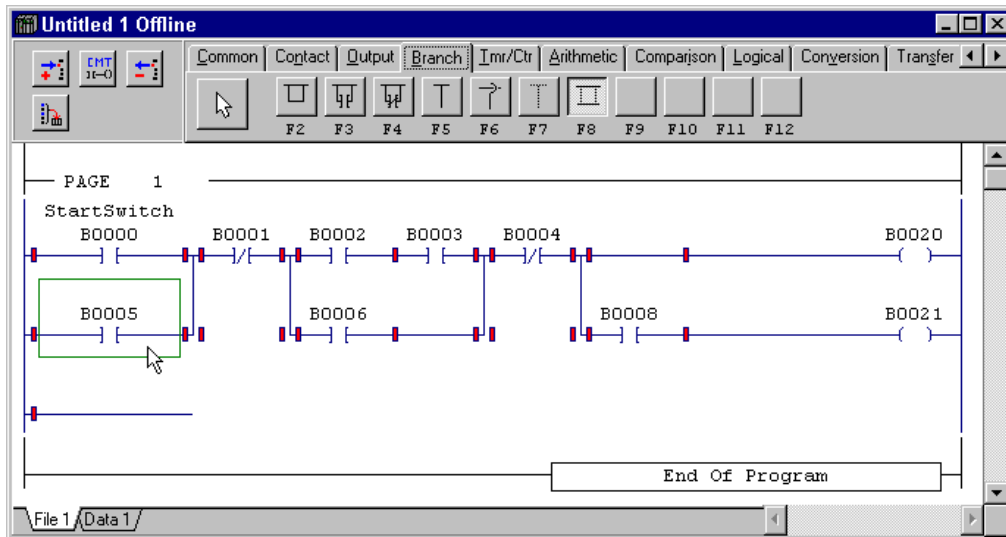 Untitled 1 Offline
CMT
Common Contact Output Branch Tmr/Ctr Arithmetic Comparison Logical Conversion Transfer
F2 F3 F4 F5 F6 F7 F8 F9 F10 F11 F12
PAGE 1
StartSwitch
B0000 B0001 B0002 B0003 B0004 B0020
B0005 B0006 B0008 B0021
End Of Program
File 1 Data 1